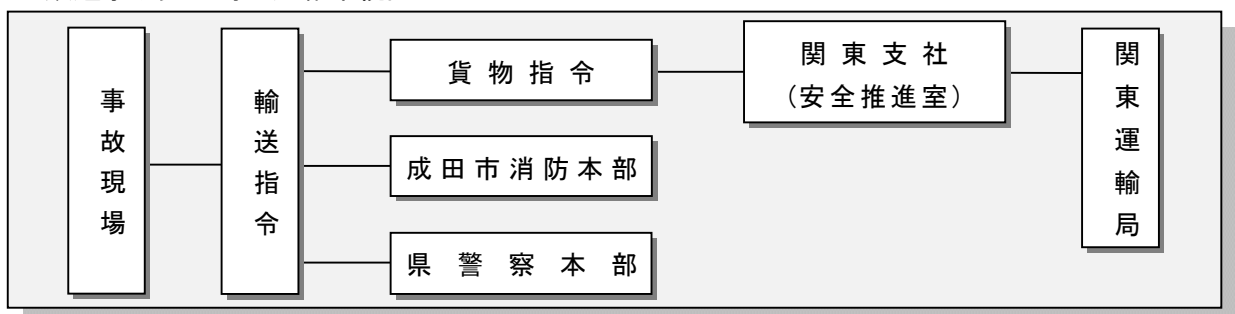 事故現場
輸送指令
貨物指令
成田市消防本部
県警察本部
関東支社
（安全推進室）
関東運輸局